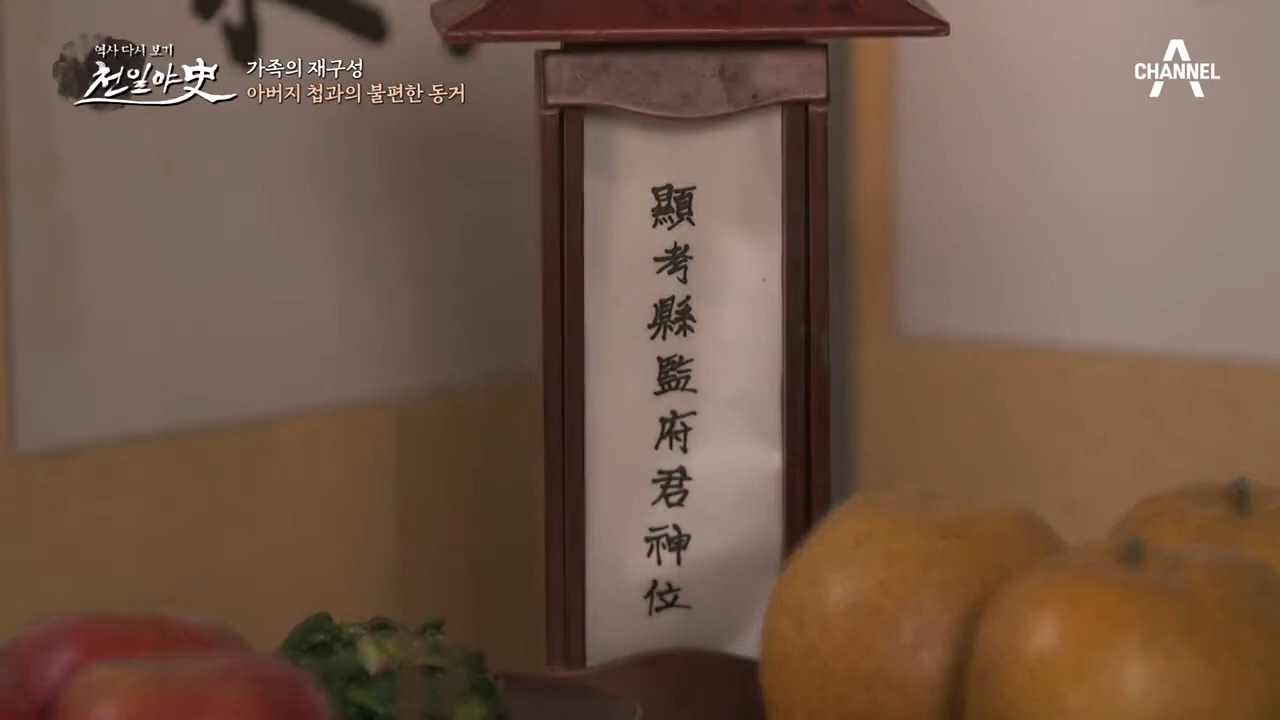 역사 다시 보기
천일야史
가족의 재구성
아버지 첩과의 불편한 동거
CHANNEL A
顯考縣監府君神位